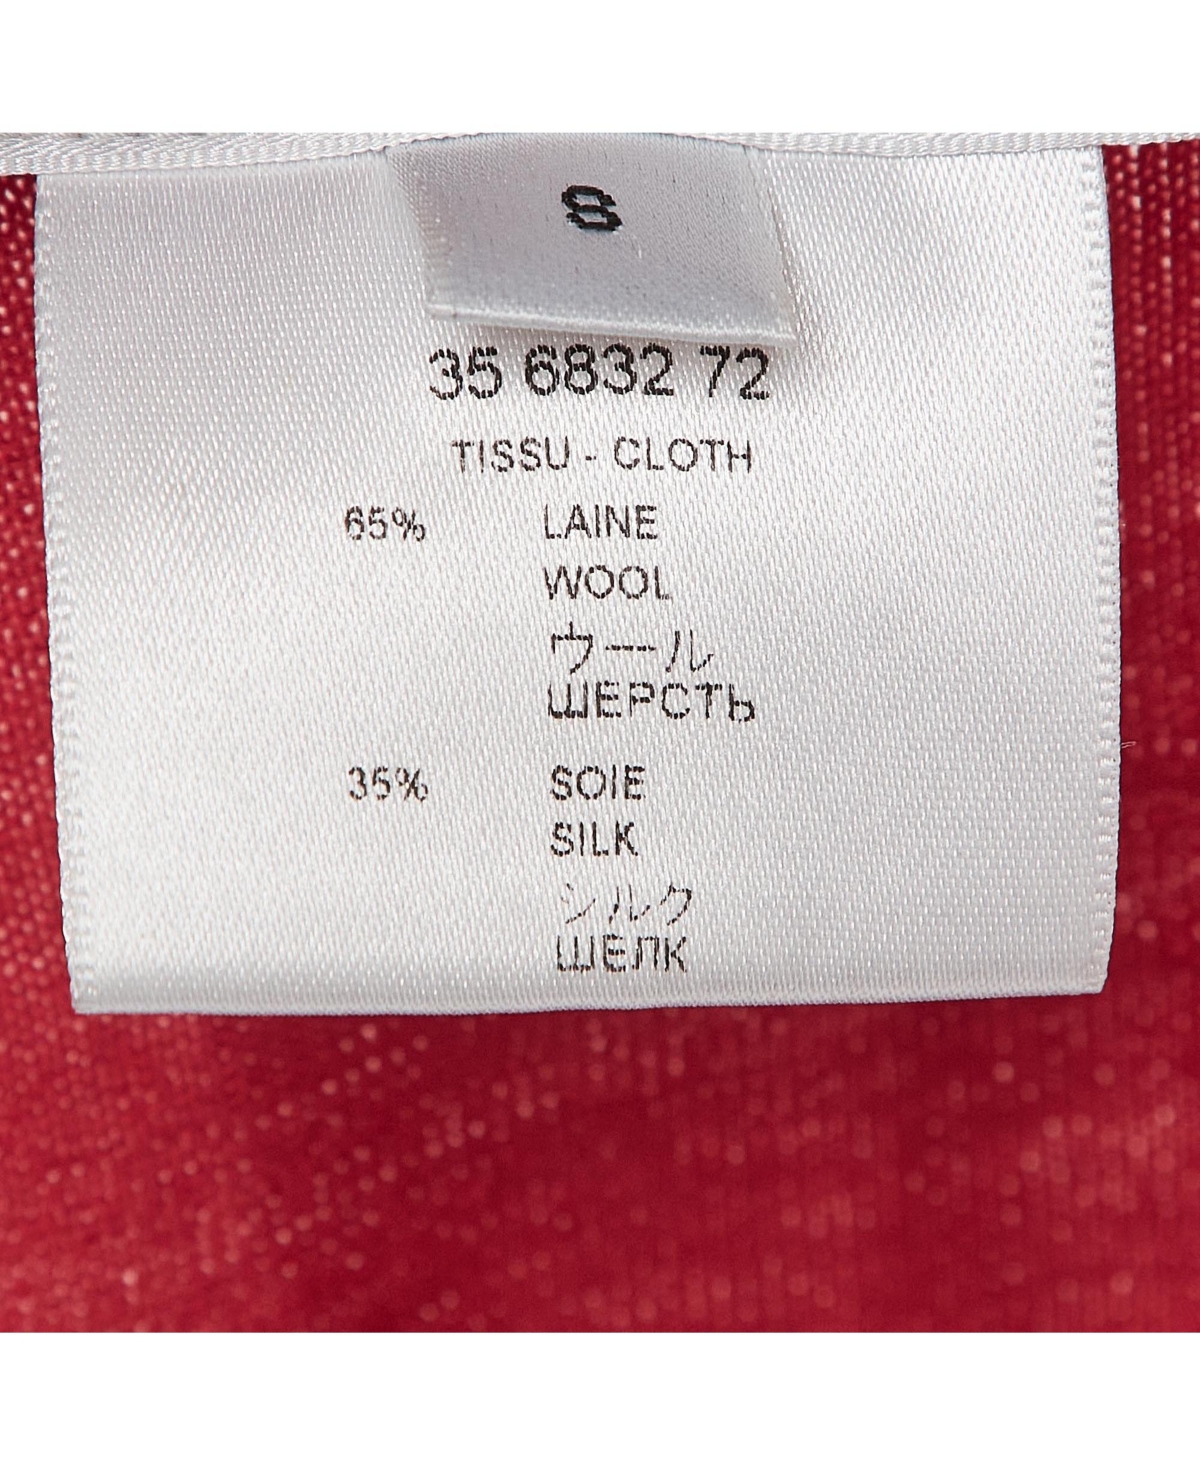 S
35 6832 72
TISSU - CLOTH
65% LAINE
WOOL
ウール
ШЕРСТЬ
35% SOIE
SILK
シルク
ШЕЛК